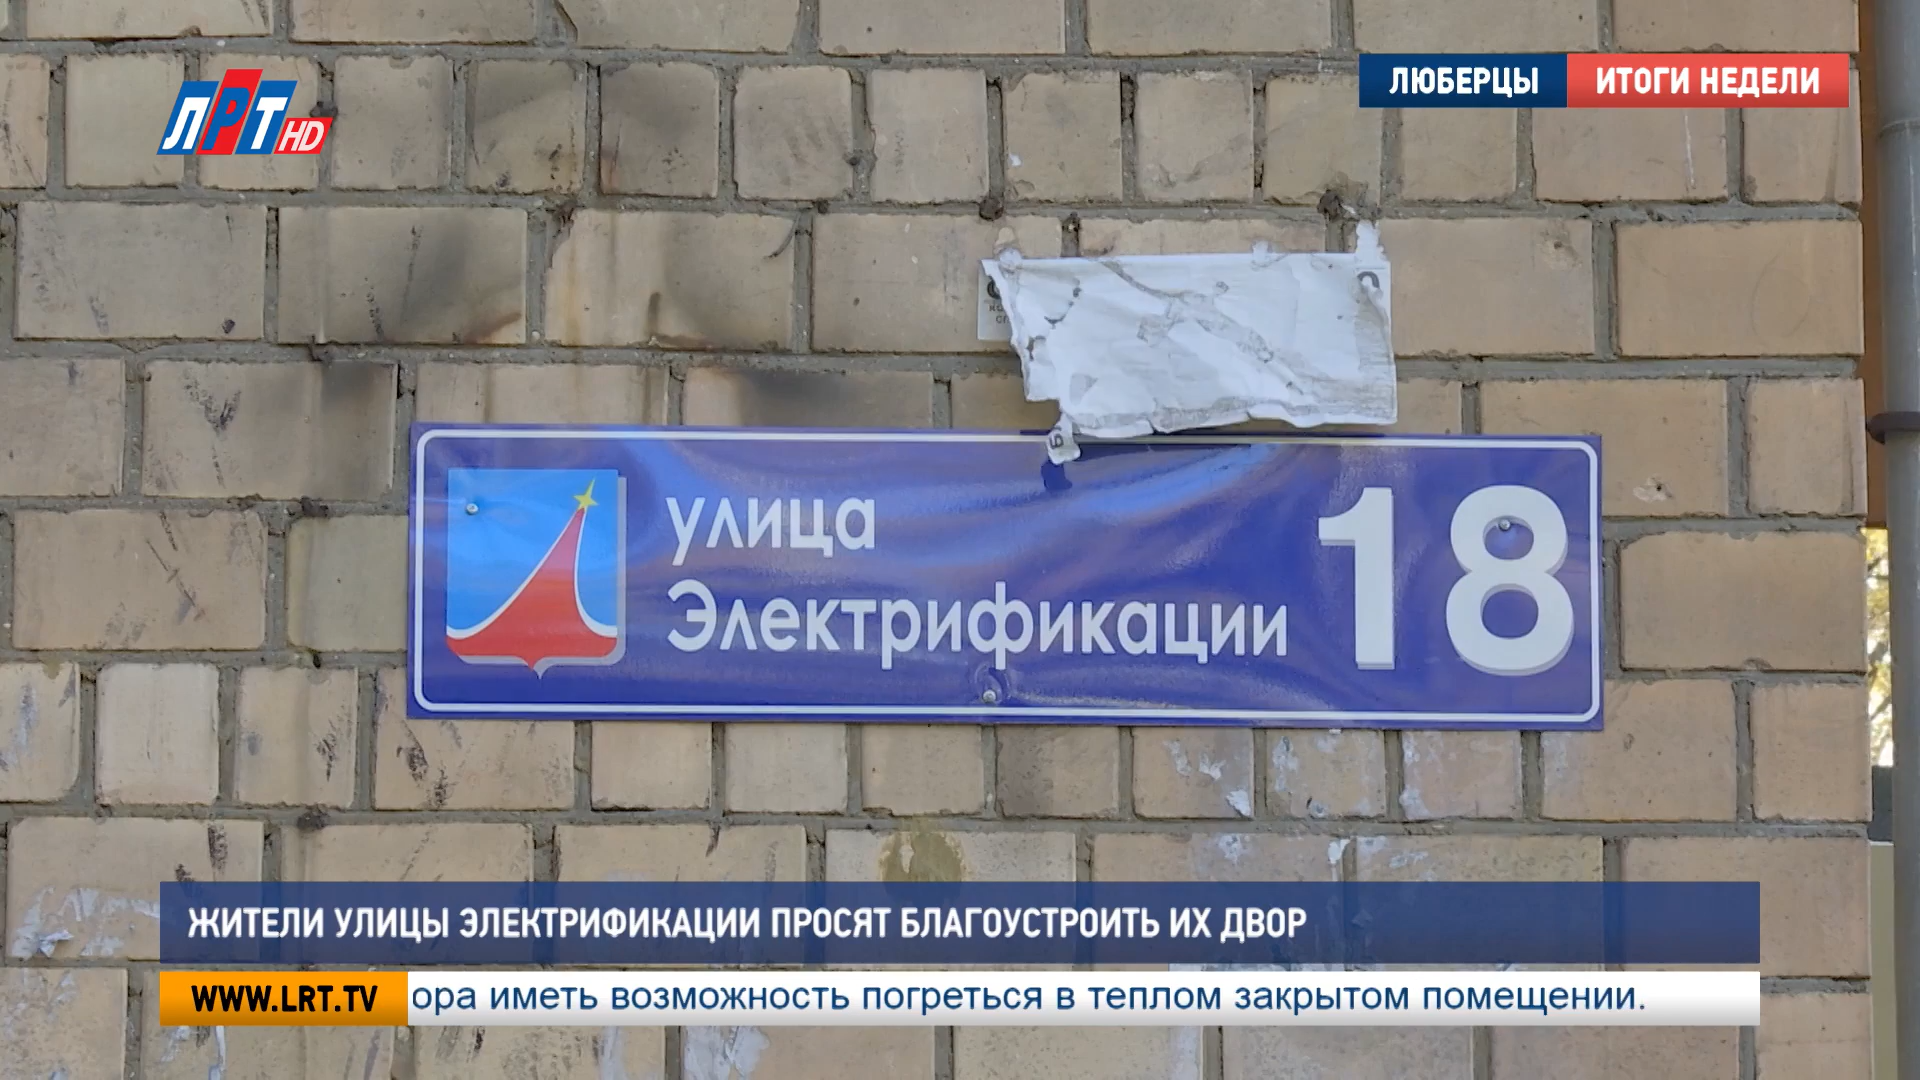 ЛРТ HD
ЛЮБЕРЦЫ ИТОГИ НЕДЕЛИ
улица
Электрификации
18
ЖИТЕЛИ УЛИЦЫ ЭЛЕКТРИФИКАЦИИ ПРОСЯТ БЛАГОУСТРОИТЬ ИХ ДВОР
WWW.LRT.TV ора иметь возможность погреться в теплом закрытом помещении.